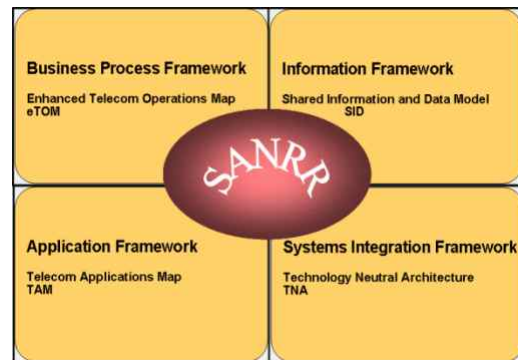 Business Process Framework
Enhanced Telecom Operations Map
eTOM
Information Framework
Shared Information and Data Model
SID
SANRR
Application Framework
Telecom Applications Map
TAM
Systems Integration Framework
Technology Neutral Architecture
TNA